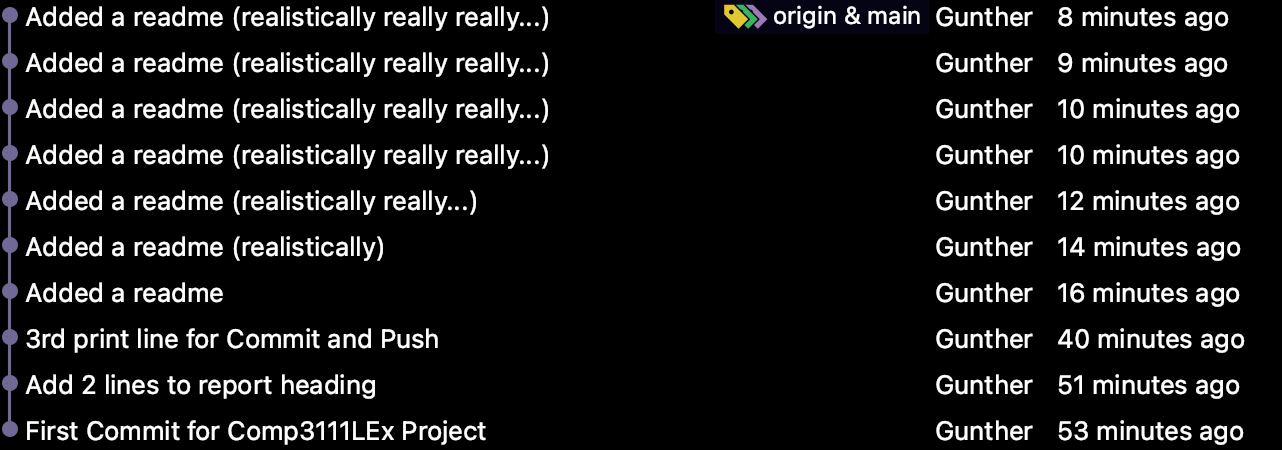 Added a readme (realistically really really...) origin & main Gunther 8 minutes ago
Added a readme (realistically really really...) Gunther 9 minutes ago
Added a readme (realistically really really...) Gunther 10 minutes ago
Added a readme (realistically really really...) Gunther 10 minutes ago
Added a readme (realistically really...) Gunther 12 minutes ago
Added a readme (realistically) Gunther 14 minutes ago
Added a readme Gunther 16 minutes ago
3rd print line for Commit and Push Gunther 40 minutes ago
Add 2 lines to report heading Gunther 51 minutes ago
First Commit for Comp3111LEx Project Gunther 53 minutes ago